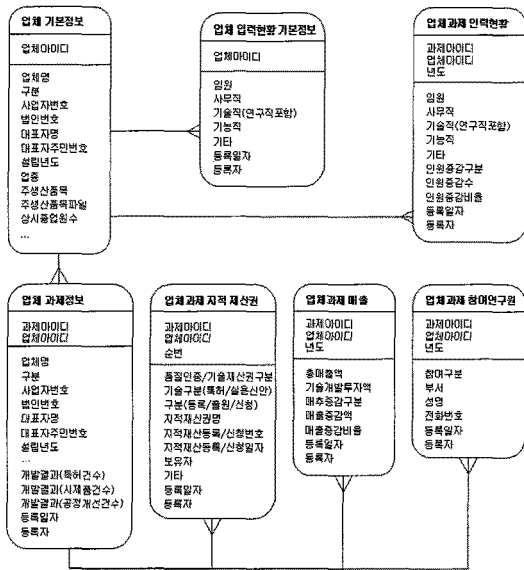 업체 기본정보
업체아이디
업체명
구분
사업자번호
법인번호
대표자명
대표자주민번호
설립년도
업종
주생산품목
주생산품목파일
상시종업원수
...
업체 입력현황 기본정보
업체아이디
임원
사무직
기술직(연구직포함)
기능직
기타
등록일자
등록자
업체과제 인력현황
과제아이디
업체아이디
년도
임원
사무직
기술직(연구직포함)
기능직
기타
인원증감구분
인원증감수
인원증감비율
등록일자
등록자
업체 과제정보
과제아이디
업체아이디
업체명
구분
사업자번호
법인번호
대표자명
대표자주민번호
설립년도
...
개발결과(특허건수)
개발결과(시제품건수)
개발결과(공정개선건수)
등록일자
등록자
업체과제 지적 재산권
과제아이디
업체아이디
순번
품질인증/기술재산권구분
기술구분(특허/실용신안)
구분(등록/출원/신청)
지적재산권명
지적재산등록/신청번호
지적재산등록/신청일자
보유자
기타
등록일자
등록자
업체과제 매출
과제아이디
업체아이디
년도
총매출액
기술개발투자액
매추증감구분
매출증감액
매출증감비율
등록일자
등록자
업체과제 참여연구원
과제아이디
업체아이디
년도
참여구분
부서
성명
전화번호
등록일자
등록자